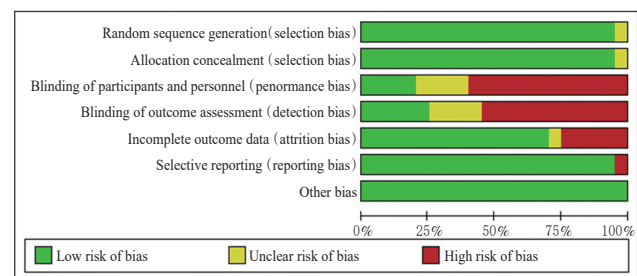 Random sequence generation(selection bias)
Allocation concealment (selection bias)
Blinding of participants and personnel (penormance bias)
Blinding of outcome assessment (detection bias)
Incomplete outcome data (attrition bias)
Selective reporting (reporting bias)
Other bias
0% 25% 50% 75% 100%
Low risk of bias Unclear risk of bias High risk of bias